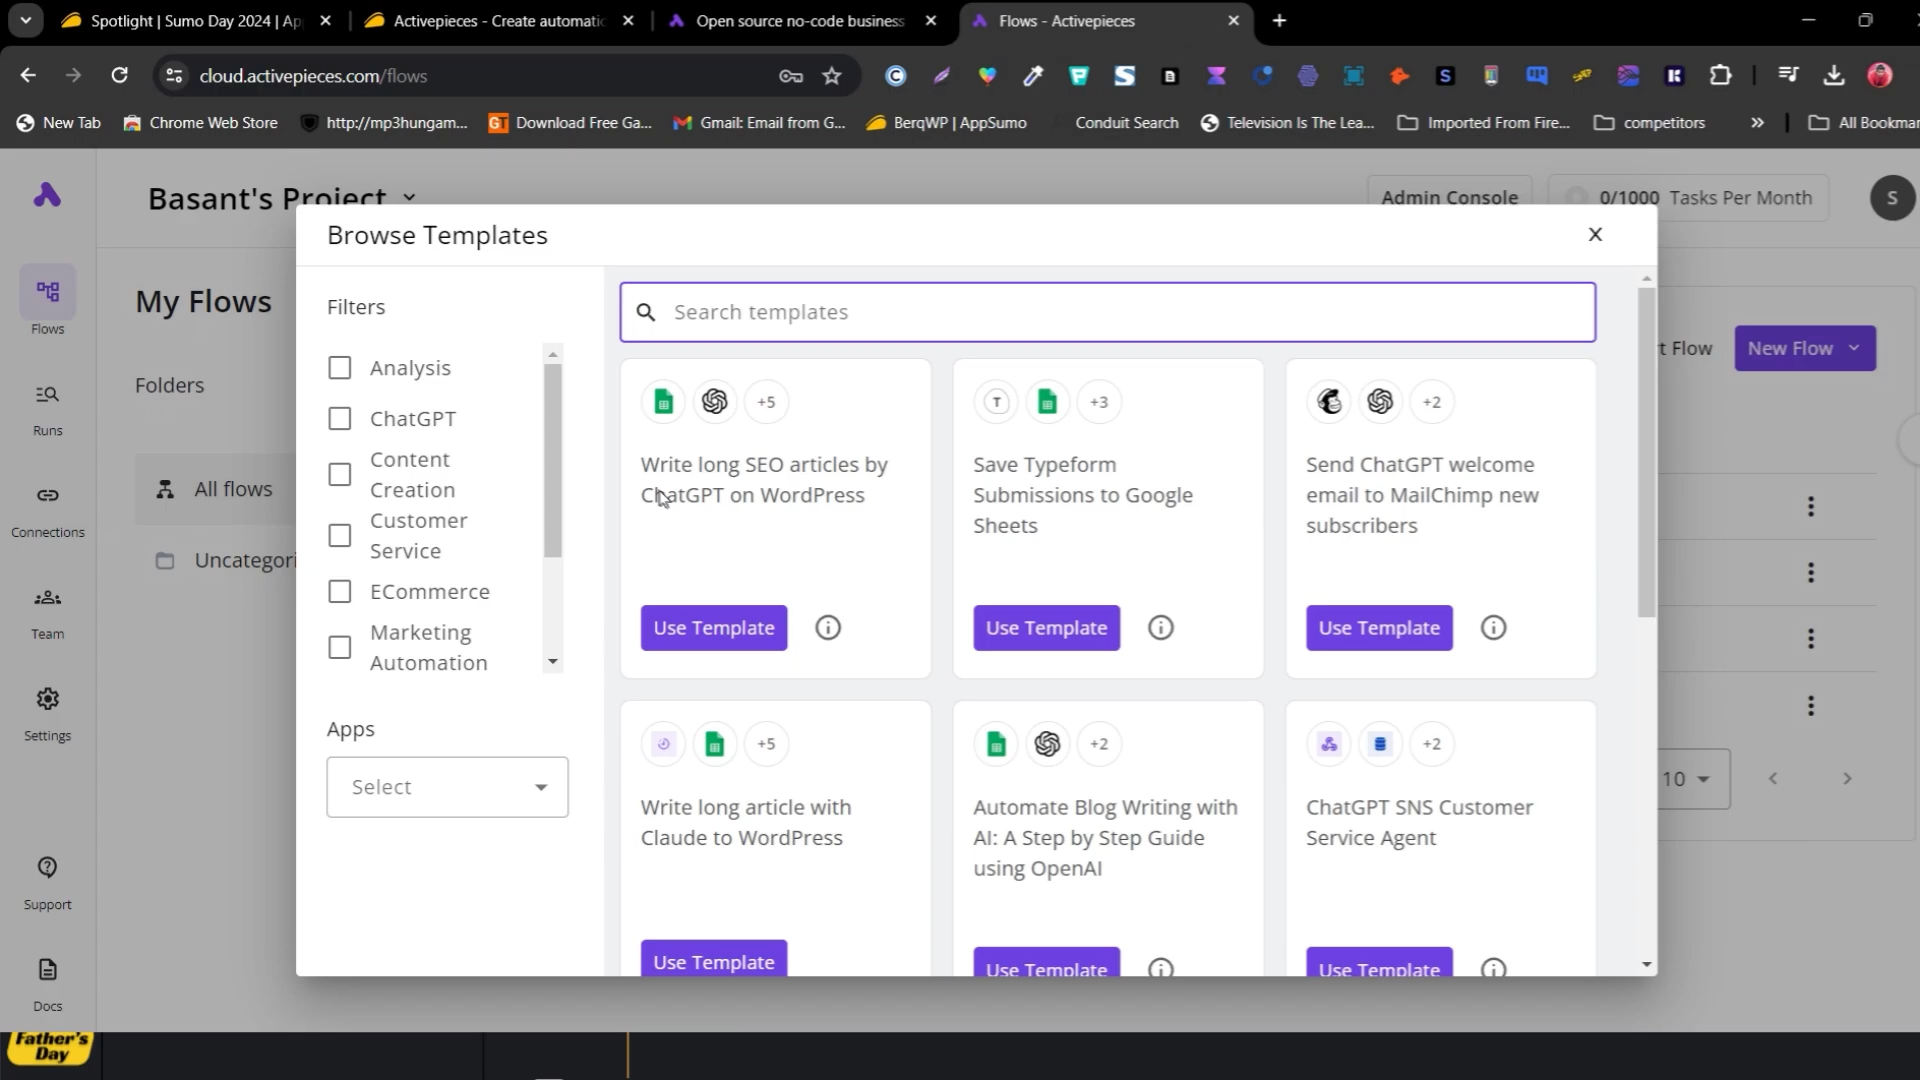 Spotlight | Sumo Day 2024 | Ap
Activepieces - Create automatic
Open source no-code business
Flows - Activepieces
cloud.activepieces.com/flows
New Tab
Chrome Web Store
http://mp3hungam...
Download Free Ga...
Gmail: Email from G...
BerqWP | AppSumo
Conduit Search
Television Is The Lea...
Imported From Fire...
competitors
All Bookmar
Basant's Project
Admin Console
0/1000 Tasks Per Month
S
Flows
Runs
Connections
Team
Settings
Support
Docs
My Flows
Folders
All flows
Uncategori
t Flow
New Flow
10
Browse Templates
Filters
Analysis
ChatGPT
Content
Creation
Customer
Service
ECommerce
Marketing
Automation
Apps
Select
Search templates
+5
Write long SEO articles by
ChatGPT on WordPress
Use Template
T
+3
Save Typeform
Submissions to Google
Sheets
Use Template
+2
Send ChatGPT welcome
email to MailChimp new
subscribers
Use Template
+5
Write long article with
Claude to WordPress
Use Template
+2
Automate Blog Writing with
AI: A Step by Step Guide
using OpenAI
Use Template
+2
ChatGPT SNS Customer
Service Agent
Use Template
Father's
Day